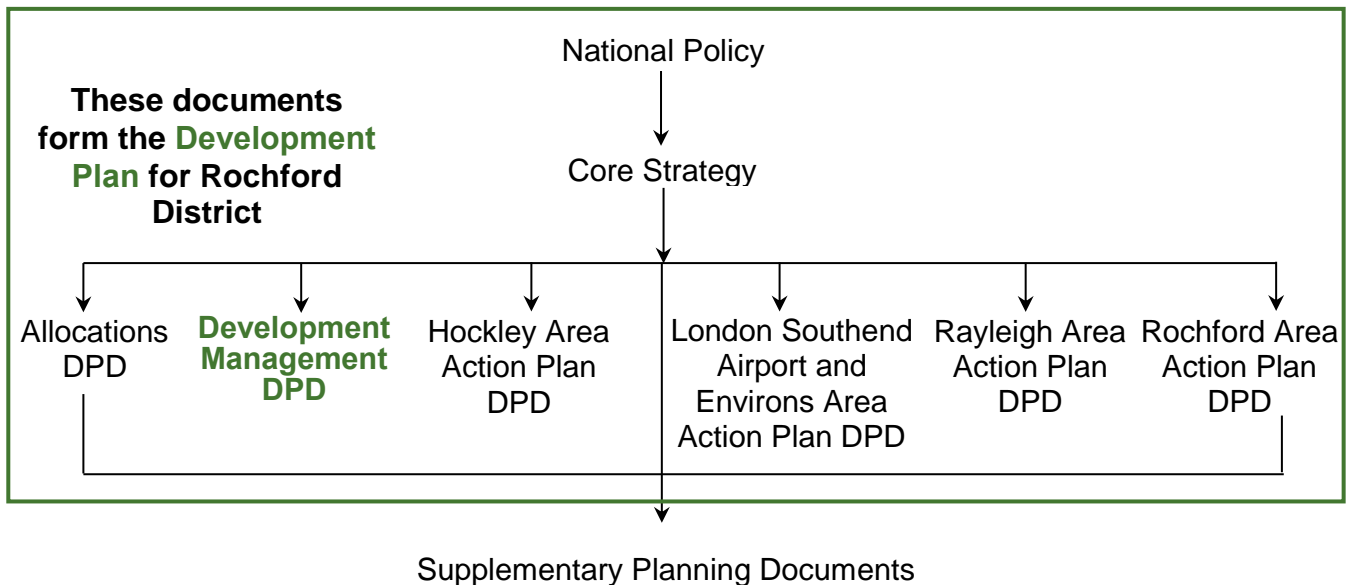 National Policy
These documents
form the Development
Plan for Rochford
District
Core Strategy
Allocations
DPD
Development
Management
DPD
Hockley Area
Action Plan
DPD
London Southend
Airport and
Environs Area
Action Plan DPD
Rayleigh Area
Action Plan
DPD
Rochford Area
Action Plan
DPD
Supplementary Planning Documents